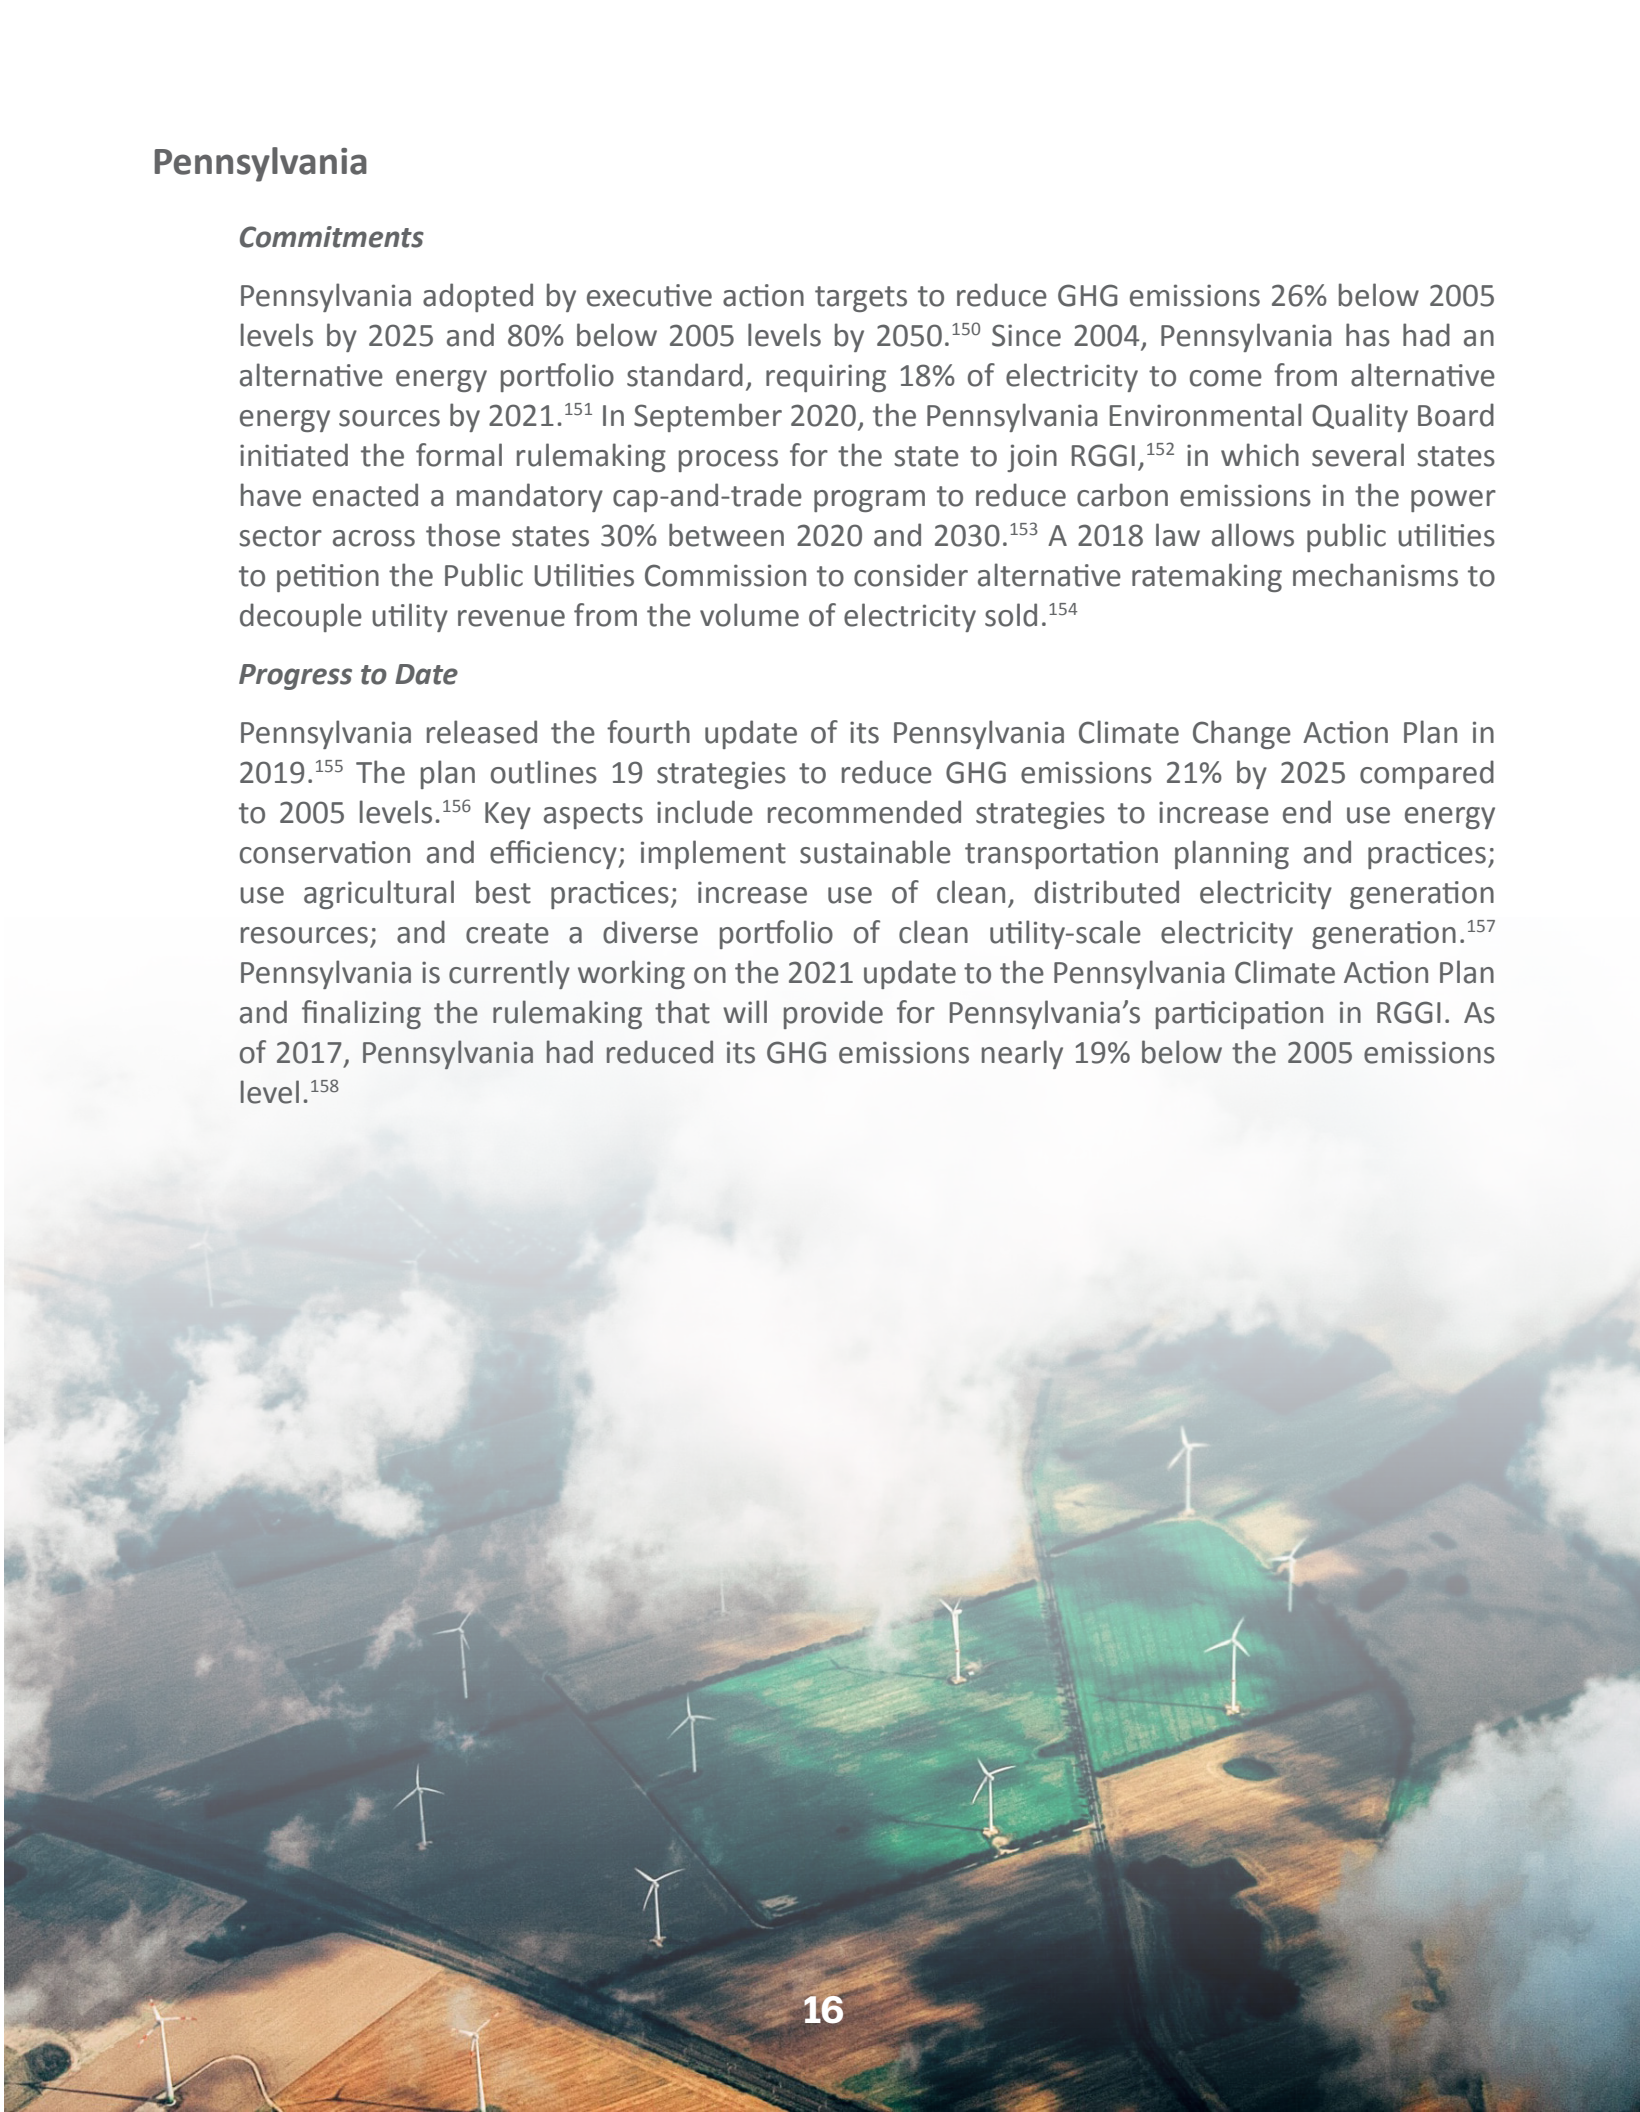 Pennsylvania
Commitments
Pennsylvania adopted by executive action targets to reduce GHG emissions 26% below 2005
levels by 2025 and 80% below 2005 levels by 2050.150 Since 2004, Pennsylvania has had an
alternative energy portfolio standard, requiring 18% of electricity to come from alternative
energy sources by 2021.151 In September 2020, the Pennsylvania Environmental Quality Board
initiated the formal rulemaking process for the state to join RGGI,152 in which several states
have enacted a mandatory cap-and-trade program to reduce carbon emissions in the power
sector across those states 30% between 2020 and 2030.153 A 2018 law allows public utilities
to petition the Public Utilities Commission to consider alternative ratemaking mechanisms to
decouple utility revenue from the volume of electricity sold.154
Progress to Date
Pennsylvania released the fourth update of its Pennsylvania Climate Change Action Plan in
2019.155 The plan outlines 19 strategies to reduce GHG emissions 21% by 2025 compared
to 2005 levels.156 Key aspects include recommended strategies to increase end use energy
conservation and efficiency; implement sustainable transportation planning and practices;
use agricultural best practices; increase use of clean, distributed electricity generation
resources; and create a diverse portfolio of clean utility-scale electricity generation.157
Pennsylvania is currently working on the 2021 update to the Pennsylvania Climate Action Plan
and finalizing the rulemaking that will provide for Pennsylvania’s participation in RGGI. As
of 2017, Pennsylvania had reduced its GHG emissions nearly 19% below the 2005 emissions
level.158
16